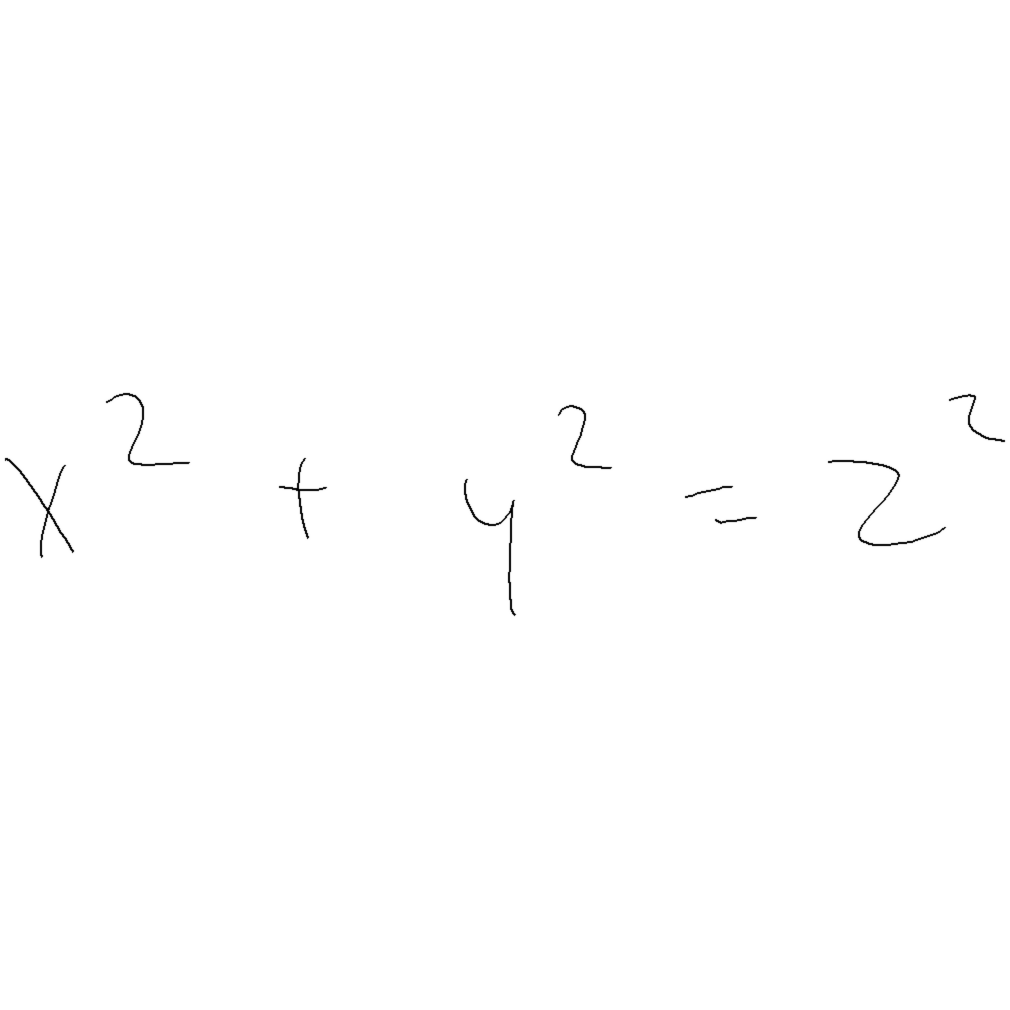 x² + y² = z²